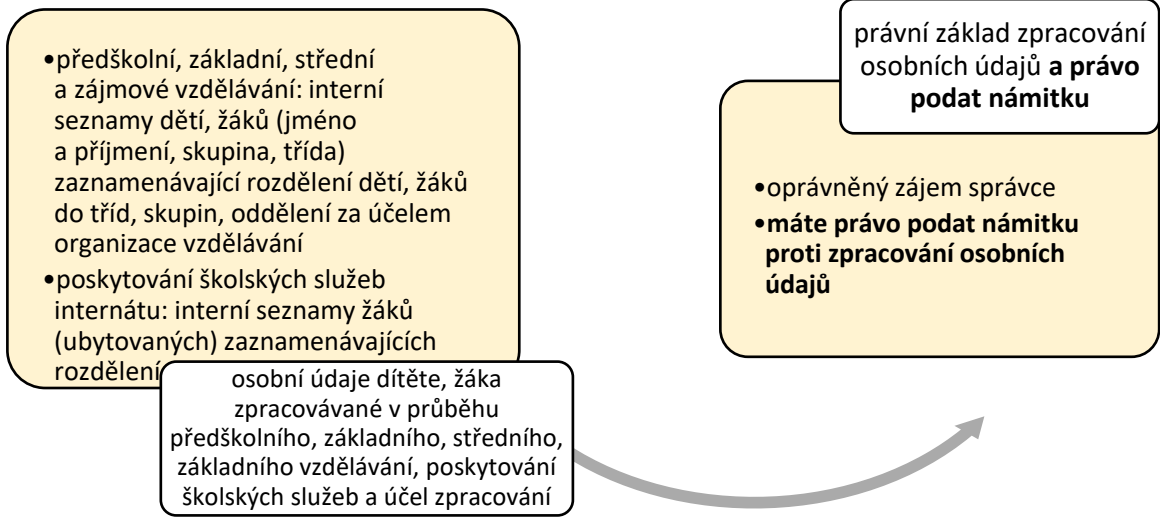 •předškolní, základní, střední
a zájmové vzdělávání: interní
seznamy dětí, žáků (jméno
a příjmení, skupina, třída)
zaznamenávající rozdělení dětí, žáků
do tříd, skupin, oddělení za účelem
organizace vzdělávání
•poskytování školských služeb
internátu: interní seznamy žáků
(ubytovaných) zaznamenávajících
rozdělení
osobní údaje dítěte, žáka
zpracovávané v průběhu
předškolního, základního, středního,
základního vzdělávání, poskytování
školských služeb a účel zpracování
právní základ zpracování
osobních údajů a právo
podat námitku
•oprávněný zájem správce
•máte právo podat námitku
proti zpracování osobních
údajů